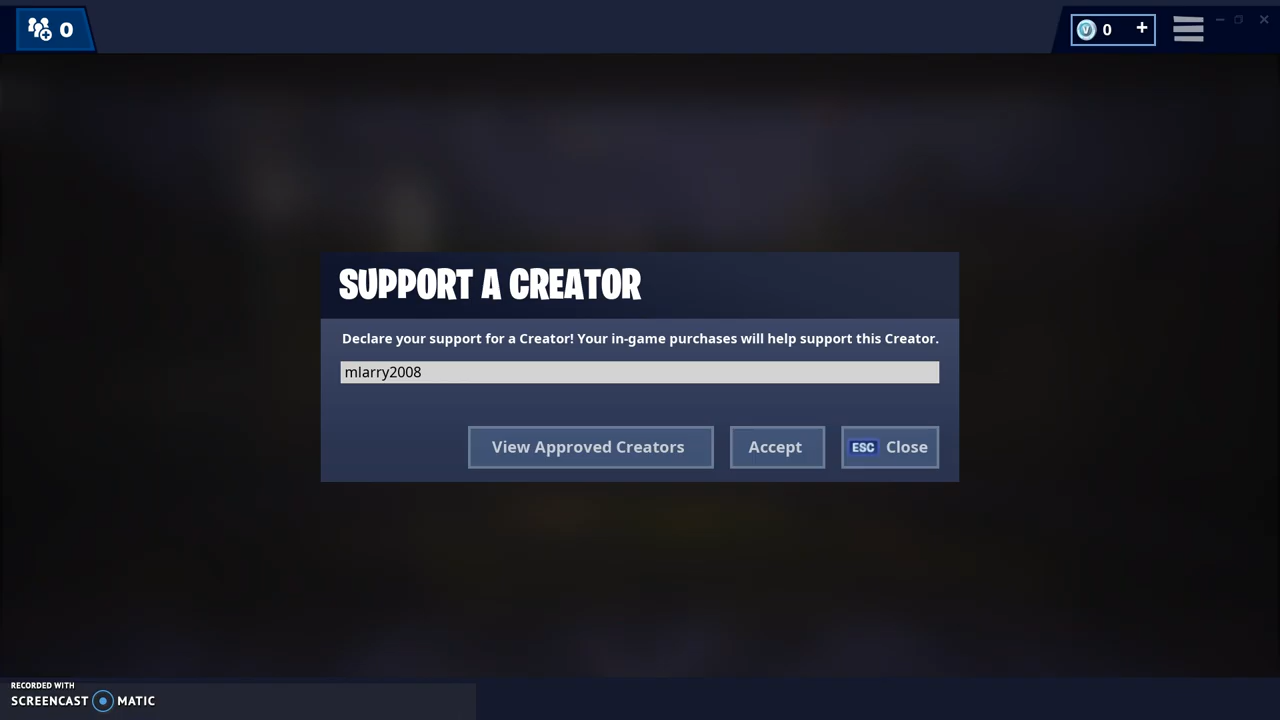 0
0 +
SUPPORT A CREATOR
Declare your support for a Creator! Your in-game purchases will help support this Creator.
mlarry2008
View Approved Creators
Accept
ESC Close
RECORDED WITH
SCREENCAST MATIC